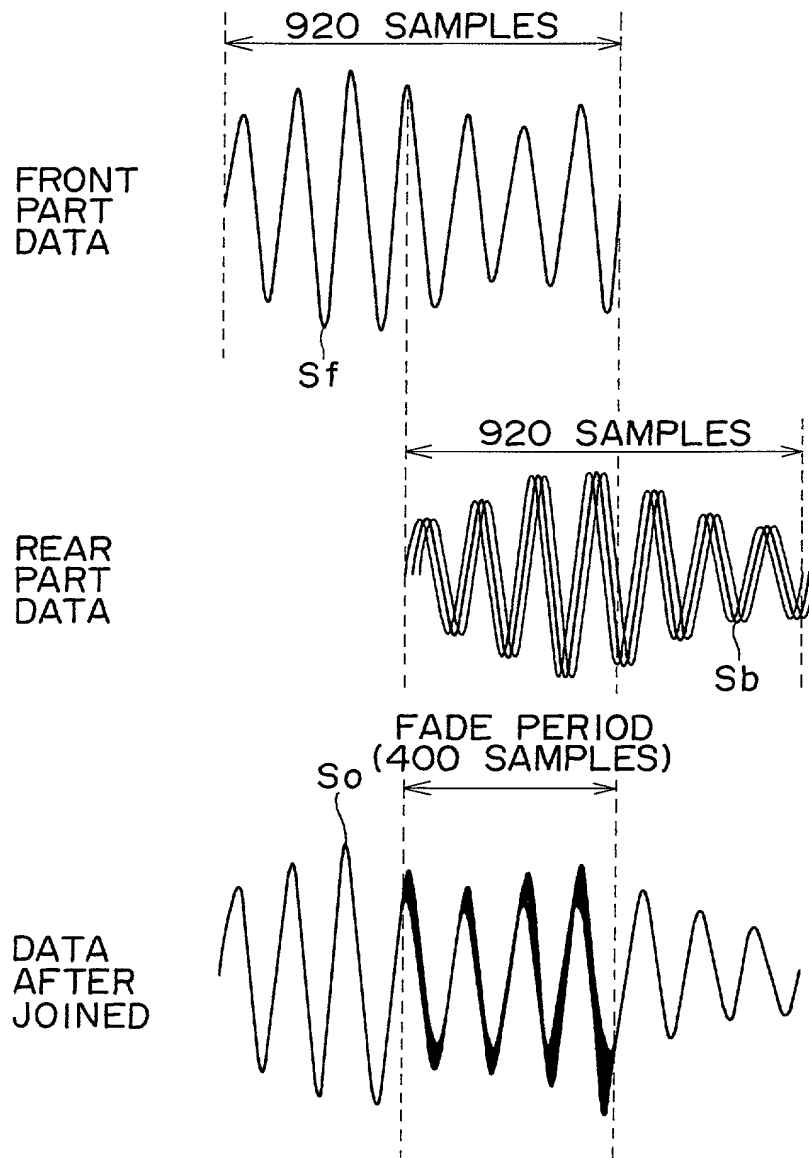 920 SAMPLES
FRONT
PART
DATA
Sf
920 SAMPLES
REAR
PART
DATA
Sb
FADE PERIOD
(400 SAMPLES)
So
DATA
AFTER
JOINED